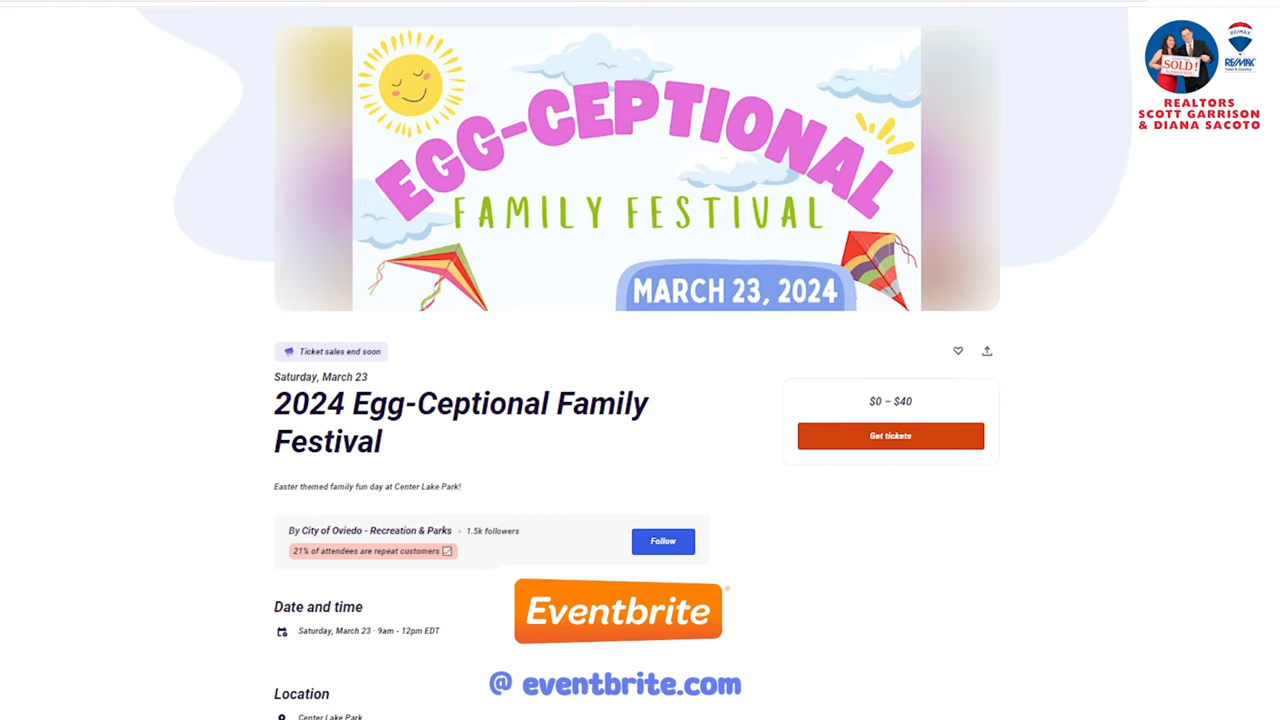 EGG-CEPTIONAL
FAMILY FESTIVAL
MARCH 23, 2024
SOLD!
RE/MAX
REALTORS
SCOTT GARRISON
& DIANA SACOTO
Ticket sales end soon
Saturday, March 23
2024 Egg-Ceptional Family
Festival
$0 – $40
Get tickets
Easter themed family fun day at Center Lake Park!
By City of Oviedo - Recreation & Parks • 1.5k followers
21% of attendees are repeat customers
Follow
Date and time
Saturday, March 23 · 9am - 12pm EDT
Eventbrite
@ eventbrite.com
Location
Center Lake Park